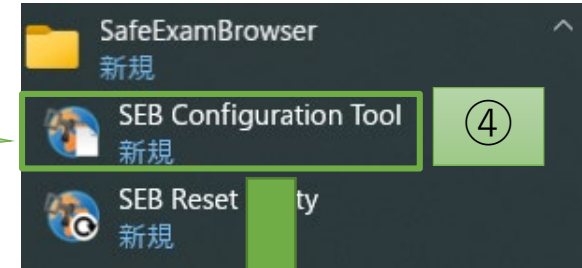 SafeExamBrowser
新規
SEB Configuration Tool
④
新規
SEB Reset ty
新規